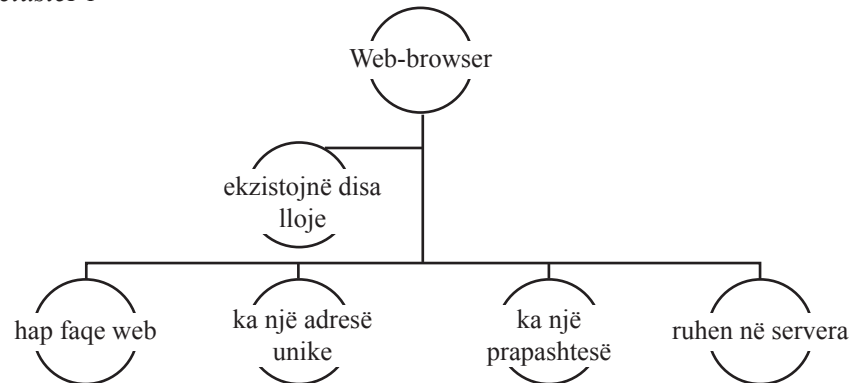 Web-browser
ekzistojnë disa
lloje
hap faqe web
ka një adresë
unike
ka një
prapashtesë
ruhen në servera